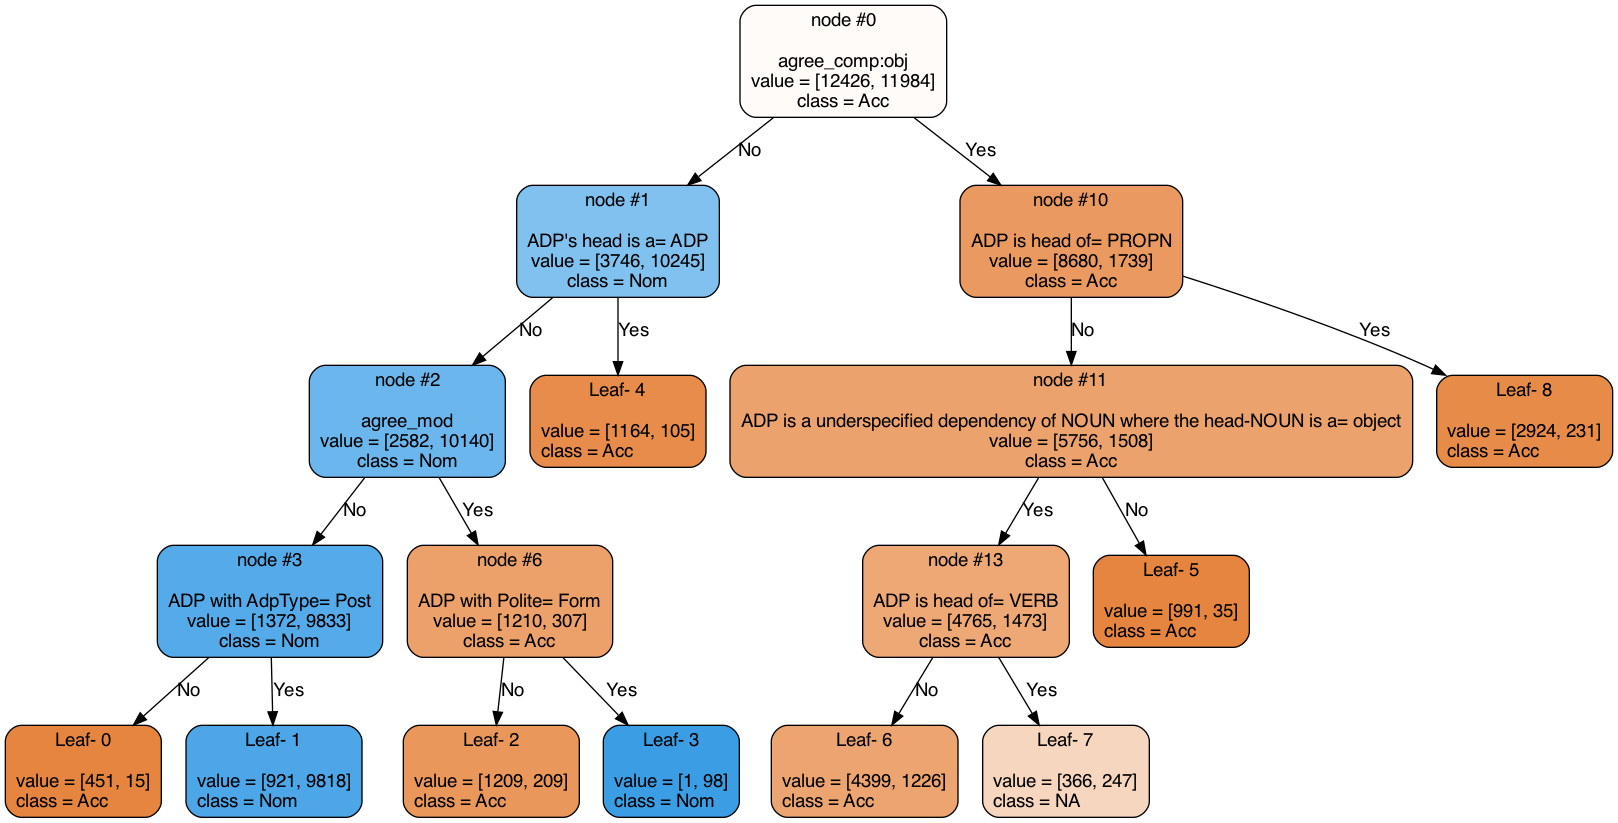 node #0
agree_comp:obj
value = [12426, 11984]
class = Acc
No
Yes
node #1
ADP's head is a= ADP
value = [3746, 10245]
class = Nom
node #10
ADP is head of= PROPN
value = [8680, 1739]
class = Acc
No
Yes
No
Yes
node #2
agree_mod
value = [2582, 10140]
class = Nom
Leaf- 4
value = [1164, 105]
class = Acc
node #11
ADP is a underspecified dependency of NOUN where the head-NOUN is a= object
value = [5756, 1508]
class = Acc
Leaf- 8
value = [2924, 231]
class = Acc
No
Yes
Yes
No
node #3
ADP with AdpType= Post
value = [1372, 9833]
class = Nom
node #6
ADP with Polite= Form
value = [1210, 307]
class = Acc
node #13
ADP is head of= VERB
value = [4765, 1473]
class = Acc
Leaf- 5
value = [991, 35]
class = Acc
No
Yes
No
Yes
No
Yes
Leaf- 0
value = [451, 15]
class = Acc
Leaf- 1
value = [921, 9818]
class = Nom
Leaf- 2
value = [1209, 209]
class = Acc
Leaf- 3
value = [1, 98]
class = Nom
Leaf- 6
value = [4399, 1226]
class = Acc
Leaf- 7
value = [366, 247]
class = NA